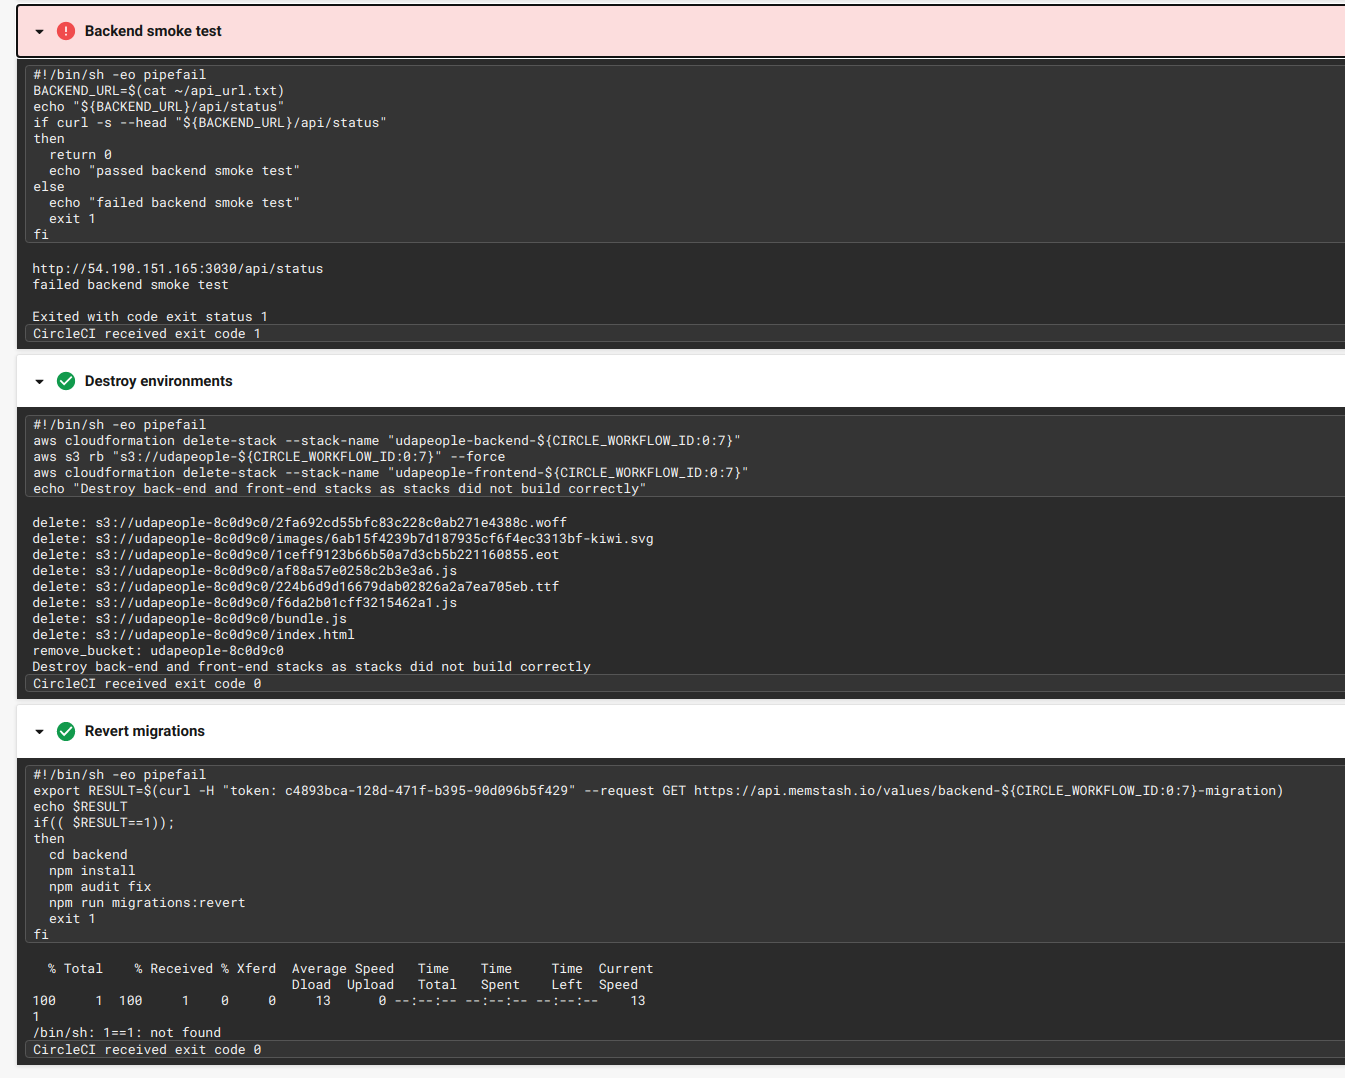 Backend smoke test
#!/bin/sh -eo pipefail
BACKEND_URL=$(cat ~/api_url.txt)
echo "${BACKEND_URL}/api/status"
if curl -s --head "${BACKEND_URL}/api/status"
then
  return 0
  echo "passed backend smoke test"
else
  echo "failed backend smoke test"
  exit 1
fi
http://54.190.151.165:3030/api/status
failed backend smoke test
Exited with code exit status 1
CircleCI received exit code 1
Destroy environments
#!/bin/sh -eo pipefail
aws cloudformation delete-stack --stack-name "udapeople-backend-${CIRCLE_WORKFLOW_ID:0:7}"
aws s3 rb "s3://udapeople-${CIRCLE_WORKFLOW_ID:0:7}" --force
aws cloudformation delete-stack --stack-name "udapeople-frontend-${CIRCLE_WORKFLOW_ID:0:7}"
echo "Destroy back-end and front-end stacks as stacks did not build correctly"
delete: s3://udapeople-8c0d9c0/2fa692cd55bfc83c228c0ab271e4388c.woff
delete: s3://udapeople-8c0d9c0/images/6ab15f4239b7d187935cf6f4ec3313bf-kiwi.svg
delete: s3://udapeople-8c0d9c0/1ceff9123b66b50a7d3cb5b221160855.eot
delete: s3://udapeople-8c0d9c0/af88a57e0258c2b3e3a6.js
delete: s3://udapeople-8c0d9c0/224b6d9d16679dab02826a2a7ea705eb.ttf
delete: s3://udapeople-8c0d9c0/f6da2b01cff3215462a1.js
delete: s3://udapeople-8c0d9c0/bundle.js
delete: s3://udapeople-8c0d9c0/index.html
remove_bucket: udapeople-8c0d9c0
Destroy back-end and front-end stacks as stacks did not build correctly
CircleCI received exit code 0
Revert migrations
#!/bin/sh -eo pipefail
export RESULT=$(curl -H "token: c4893bca-128d-471f-b395-90d096b5f429" --request GET https://api.memstash.io/values/backend-${CIRCLE_WORKFLOW_ID:0:7}-migration)
echo $RESULT
if(( $RESULT==1));
then
  cd backend
  npm install
  npm audit fix
  npm run migrations:revert
  exit 1
fi
  % Total    % Received % Xferd  Average Speed   Time    Time     Time  Current
                                 Dload  Upload   Total   Spent    Left  Speed
100     1  100     1    0     0     13      0 --:--:-- --:--:-- --:--:--    13
1
/bin/sh: 1==1: not found
CircleCI received exit code 0